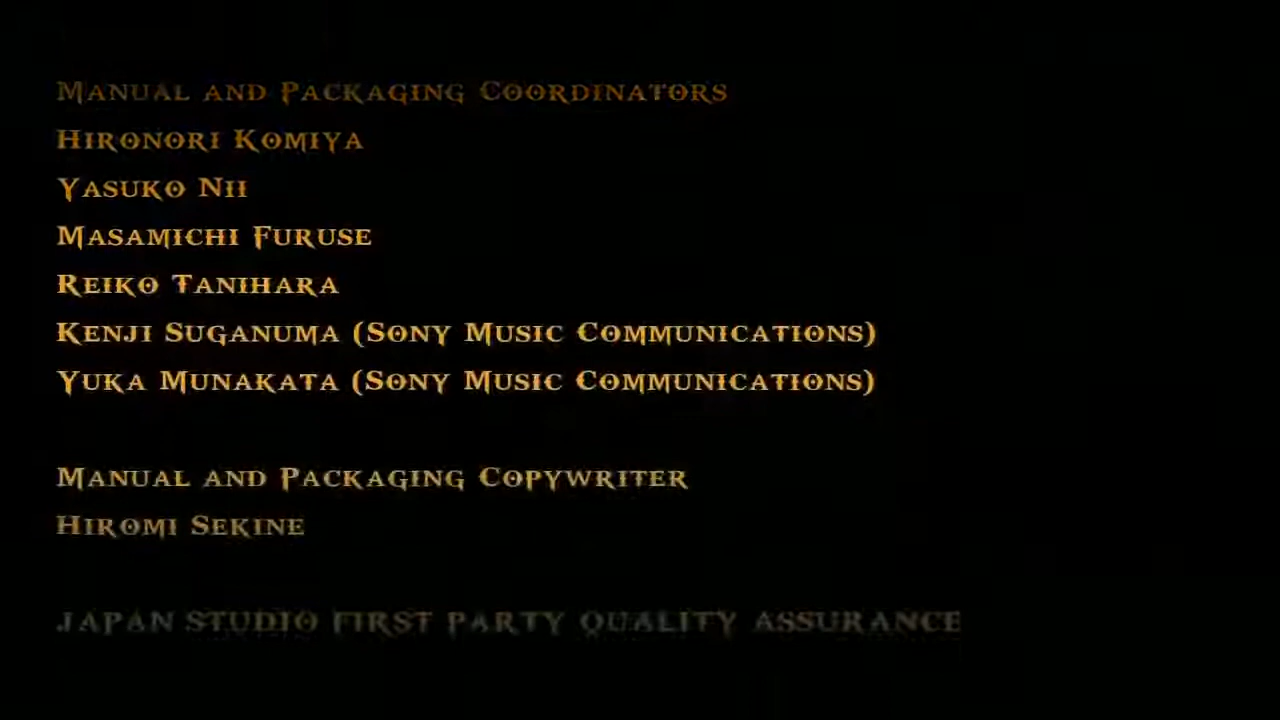 Manual and Packaging Coordinators
Hironori Komiya
Yasuko Nii
Masamichi Furuse
Reiko Tanihara
Kenji Suganuma (Sony Music Communications)
Yuka Munakata (Sony Music Communications)
Manual and Packaging Copywriter
Hiromi Sekine
JAPAN STUDIO FIRST PARTY QUALITY ASSURANCE